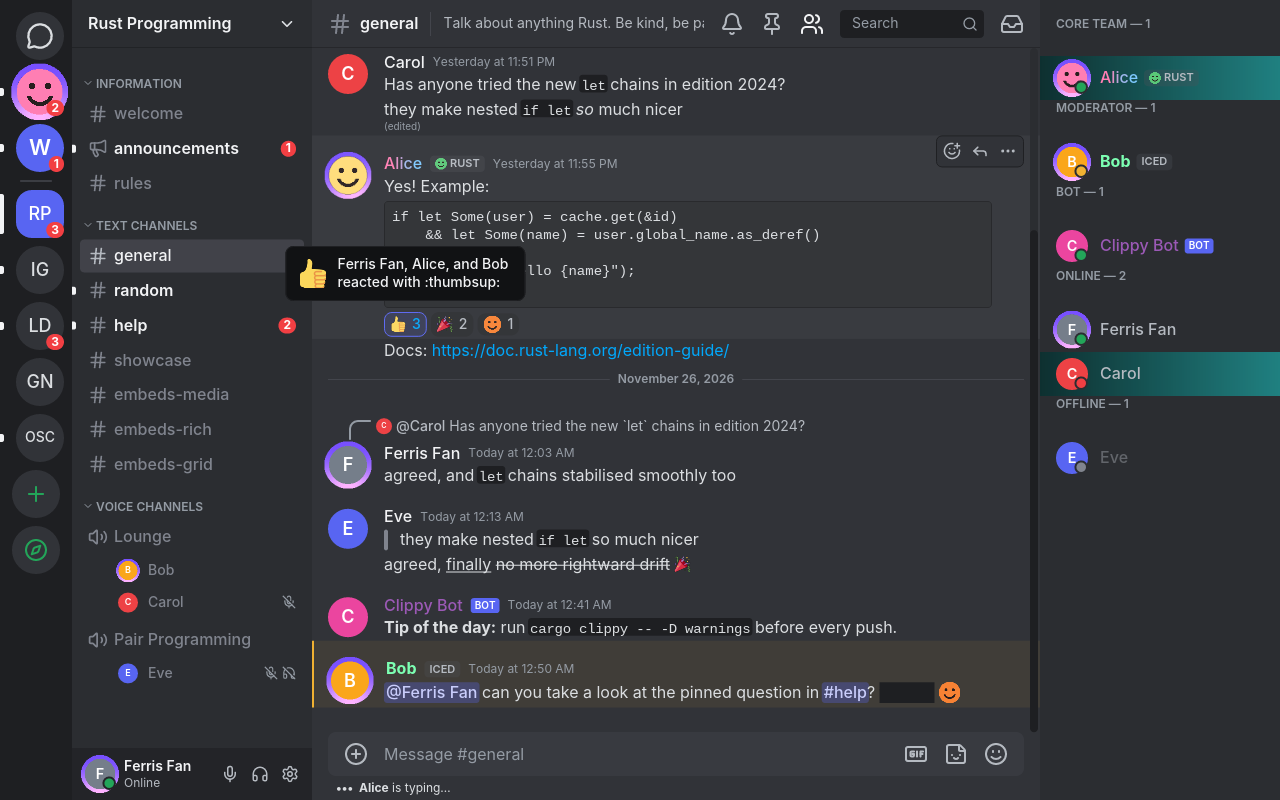 Rust Programming
INFORMATION
welcome
announcements 1
rules
TEXT CHANNELS
general
random
help 2
showcase
embeds-media
embeds-rich
embeds-grid
VOICE CHANNELS
Lounge
Bob
Carol
Pair Programming
Eve
Ferris Fan
Online
2
W 1
RP 3
IG
LD 3
GN
OSC
general Talk about anything Rust. Be kind, be pa
Search
C Carol Yesterday at 11:51 PM
Has anyone tried the new let chains in edition 2024?
they make nested if let so much nicer
(edited)
Alice RUST Yesterday at 11:55 PM
Yes! Example:
if let Some(user) = cache.get(&id)
&& let Some(name) = user.global_name.as_deref()
llo {name}");
Ferris Fan, Alice, and Bob
reacted with :thumbsup:
3 2 1
Docs: https://doc.rust-lang.org/edition-guide/
November 26, 2026
C @Carol Has anyone tried the new `let` chains in edition 2024?
F Ferris Fan Today at 12:03 AM
agreed, and let chains stabilised smoothly too
E Eve Today at 12:13 AM
they make nested if let so much nicer
agreed, finally no more rightward drift
C Clippy Bot BOT Today at 12:41 AM
Tip of the day: run cargo clippy -- -D warnings before every push.
B Bob ICED Today at 12:50 AM
@Ferris Fan can you take a look at the pinned question in #help?
Message #general
GIF
Alice is typing...
CORE TEAM — 1
Alice RUST
MODERATOR — 1
B Bob ICED
BOT — 1
C Clippy Bot BOT
ONLINE — 2
F Ferris Fan
C Carol
OFFLINE — 1
E Eve